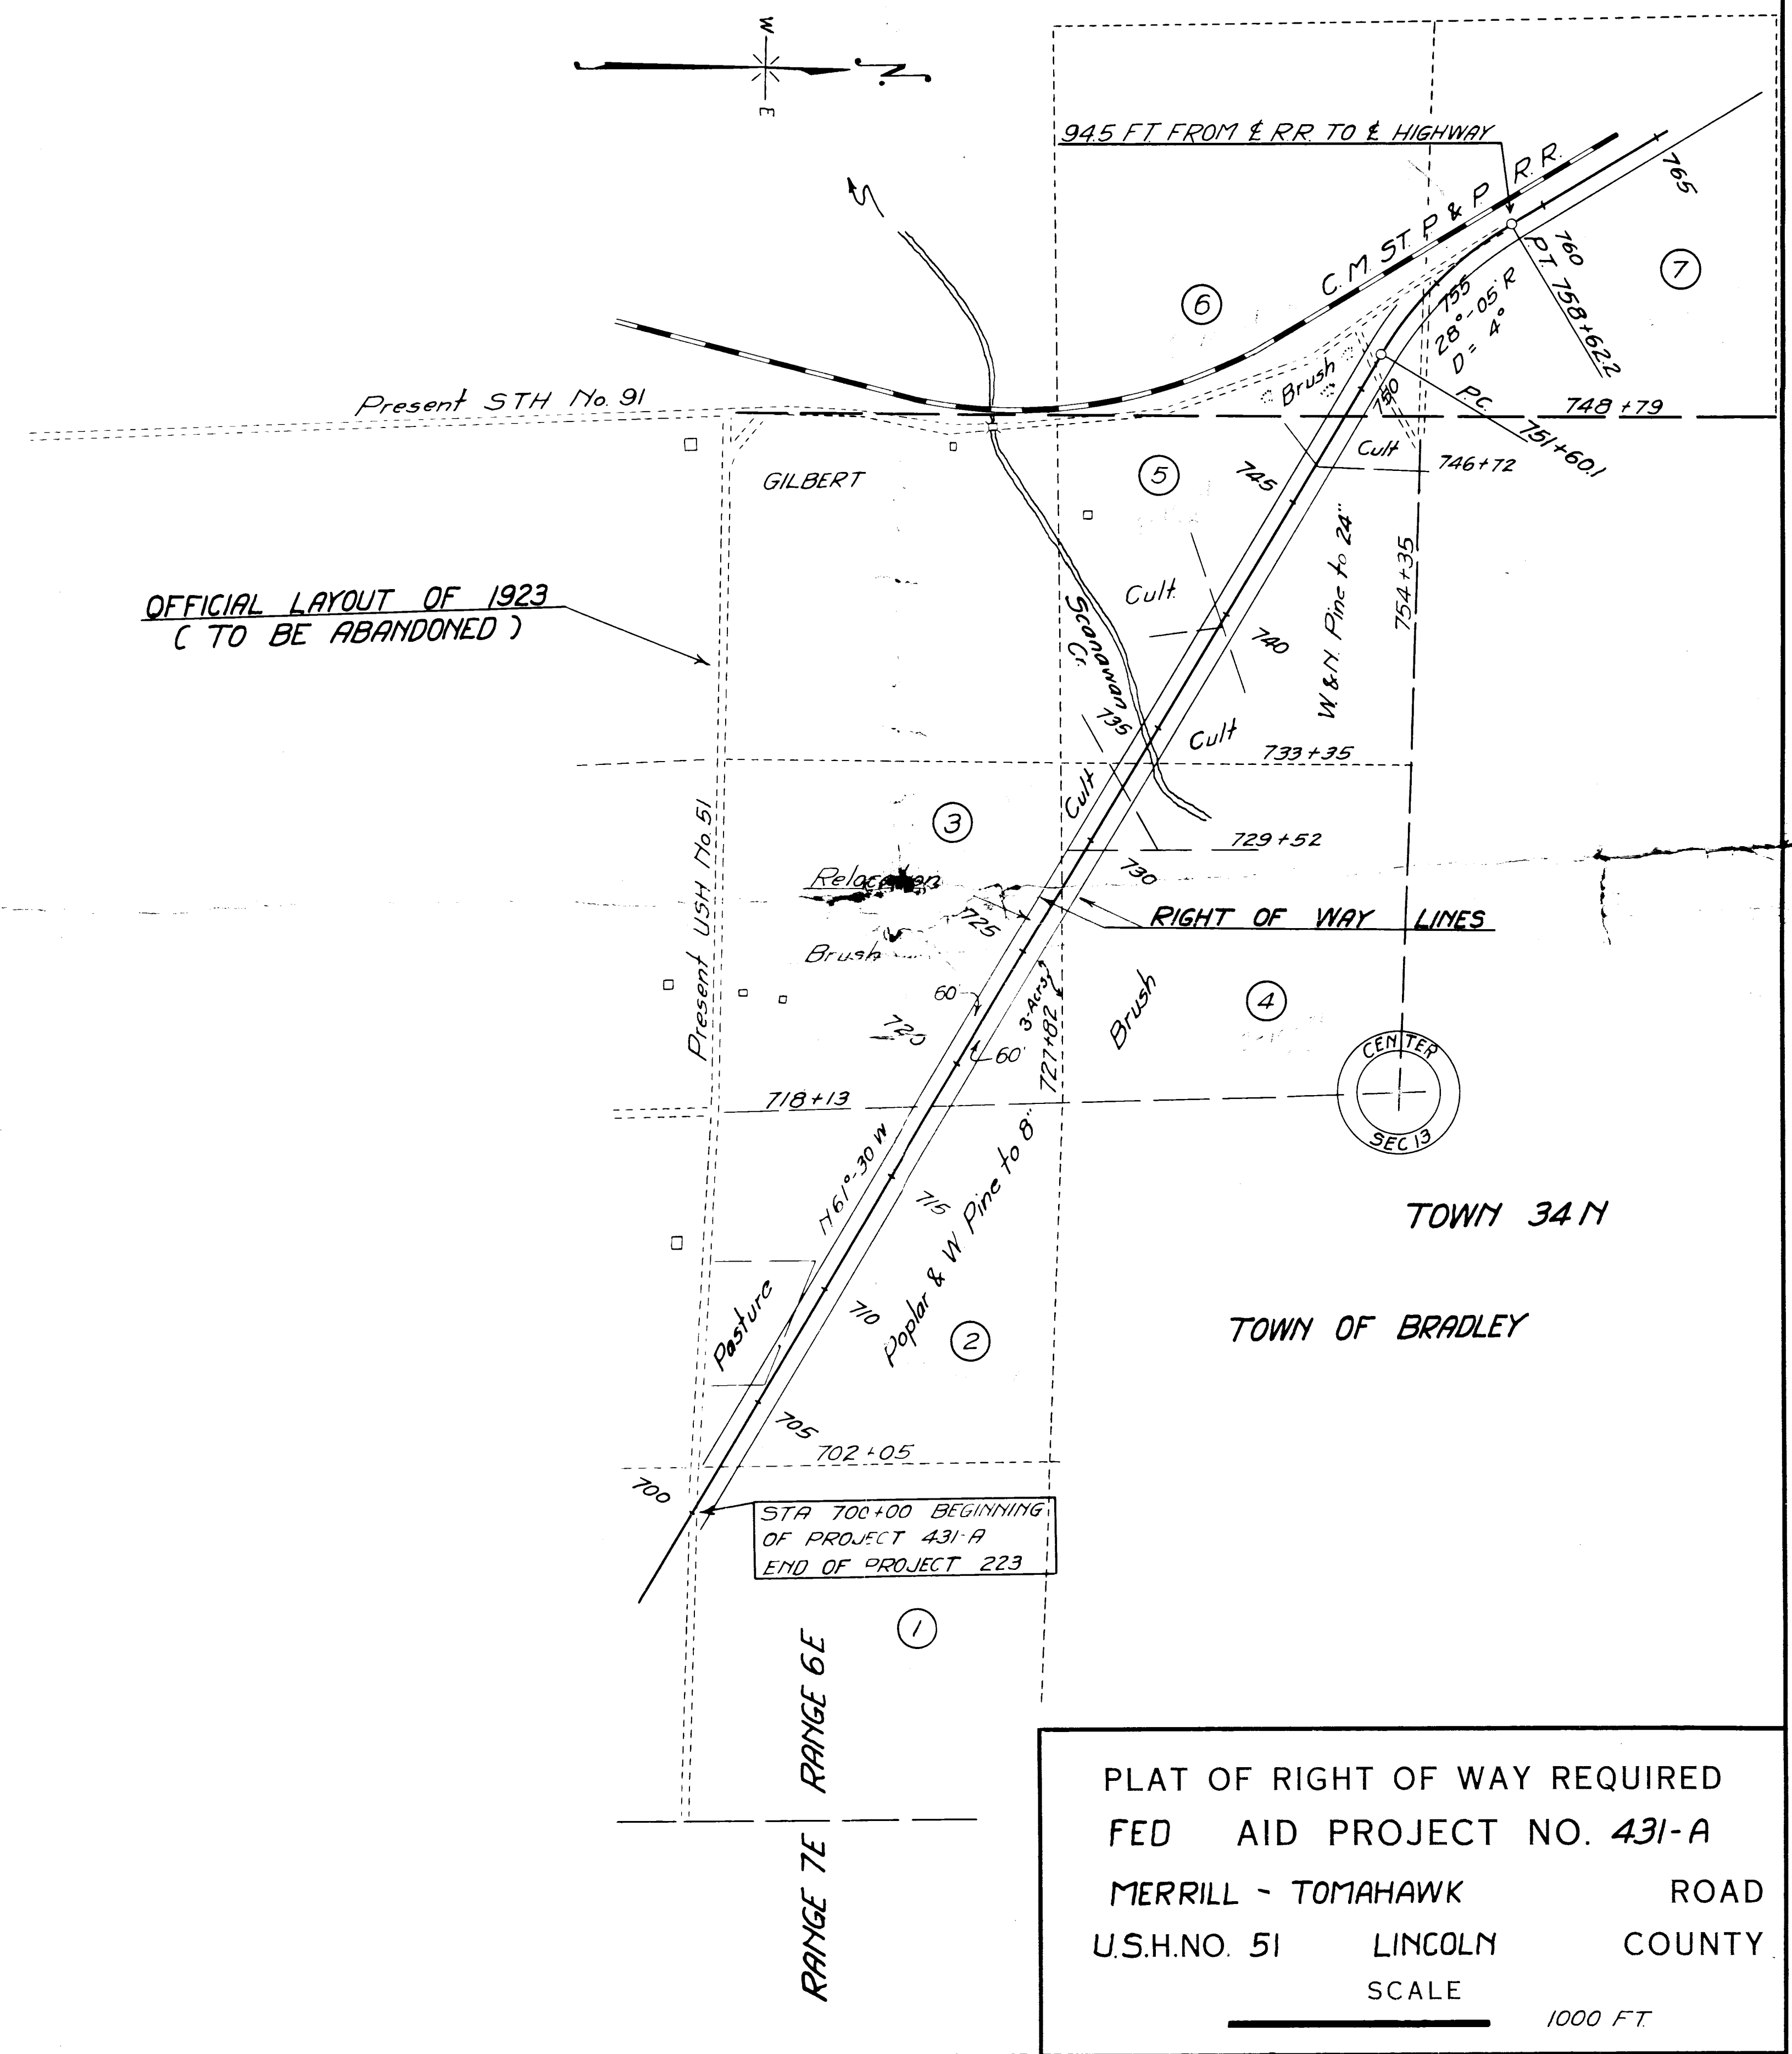 W
N.
E
94.5 FT. FROM ℄ R.R. TO ℄ HIGHWAY
C. M. ST. P. & P. R. R.
765
760
P.T. 758+62.2
755
28°-05' R
D = 4°
7
6
S
Brush
750
P.C.
751+60.1
748+79
Present STH No. 91
GILBERT
5
745
Cult
746+72
W. & N. Pine to 24"
754+35
OFFICIAL LAYOUT OF 1923
( TO BE ABANDONED )
Cult.
740
Scanawan
Cr.
735
Cult
733+35
Cult
3
729+52
730
Present USH No. 51
Relocation
725
RIGHT OF WAY LINES
Brush
60'
3-Acrs
727+82
Brush
4
720
60'
CENTER
SEC 13
718+13
N 61°-30' W
715
Poplar & W Pine to 8"
TOWN 34 N
Pasture
710
2
TOWN OF BRADLEY
705
702+05
700
STA 700+00 BEGINNING
OF PROJECT 431-A
END OF PROJECT 223
1
RANGE 6E
RANGE 7E
PLAT OF RIGHT OF WAY REQUIRED
FED AID PROJECT NO. 431-A
MERRILL - TOMAHAWK ROAD
U.S.H.NO. 51 LINCOLN COUNTY
SCALE
1000 FT.